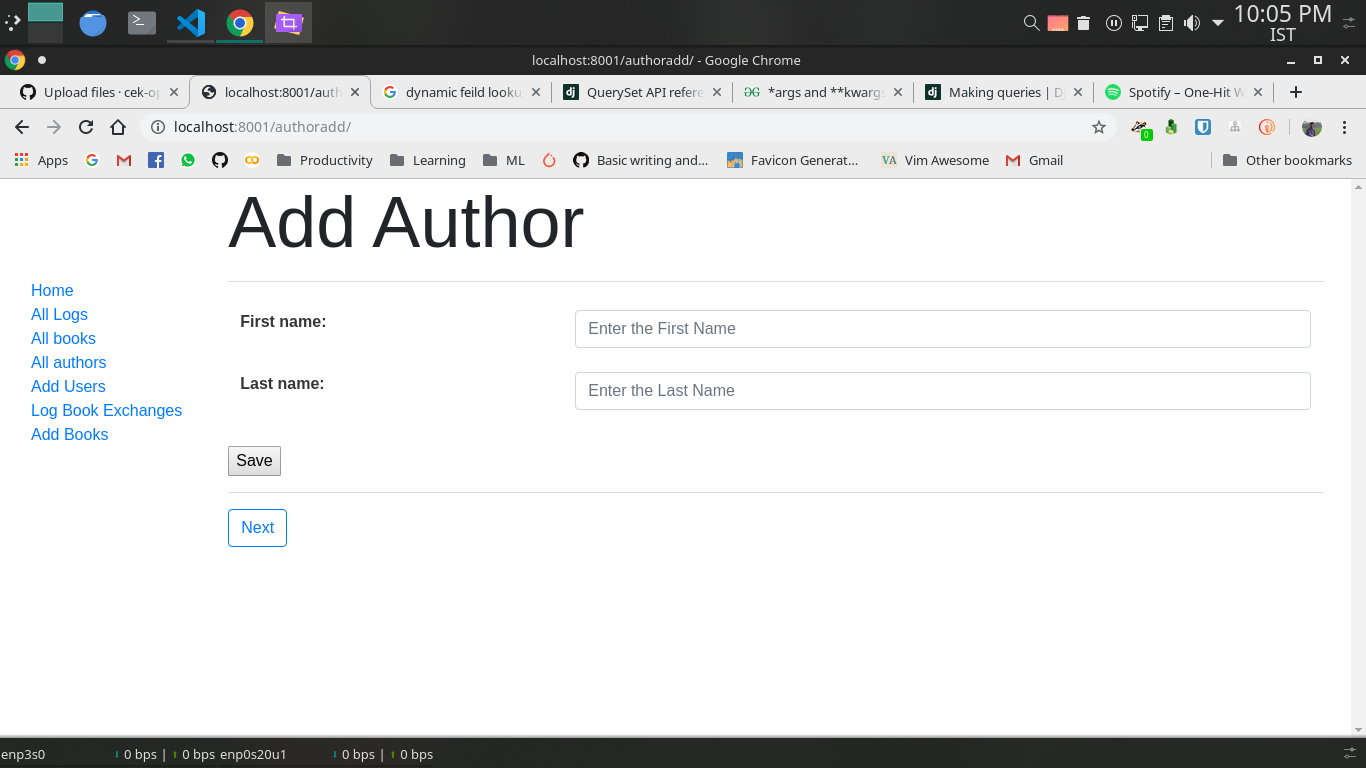 10:05 PM
IST
localhost:8001/authoradd/ - Google Chrome
Upload files · cek-op
localhost:8001/auth
dynamic feild looku
QuerySet API refere
*args and **kwargs
Making queries | Dj
Spotify – One-Hit W
localhost:8001/authoradd/
0
Apps
Productivity
Learning
ML
Basic writing and...
Favicon Generat...
VA
Vim Awesome
Gmail
Other bookmarks
Add Author
Home
All Logs
All books
All authors
Add Users
Log Book Exchanges
Add Books
First name:
Enter the First Name
Last name:
Enter the Last Name
Save
Next
enp3s0 0 bps | 0 bps enp0s20u1 0 bps | 0 bps